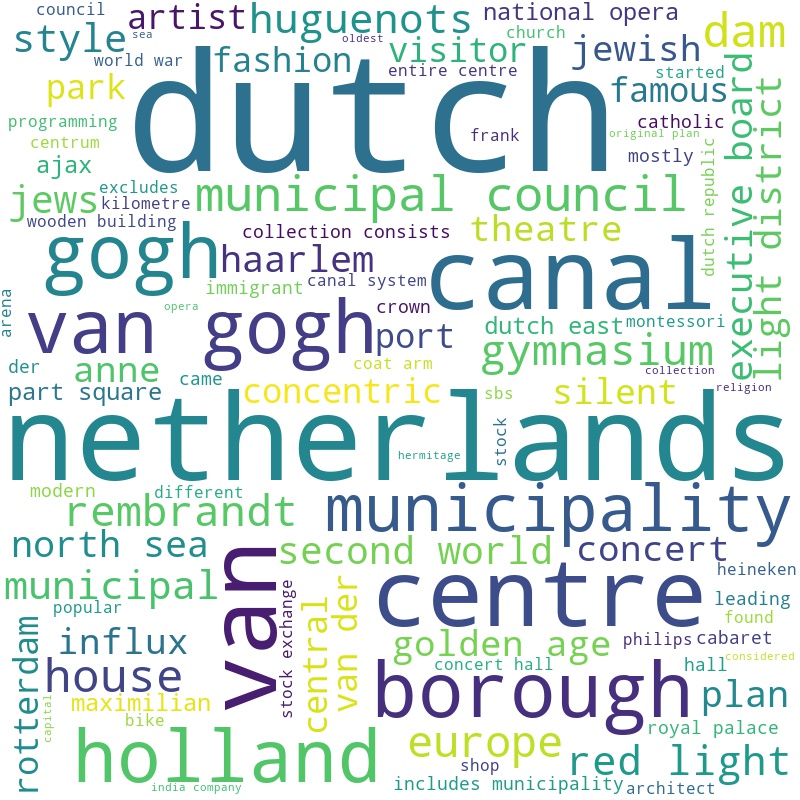 council
sea
artist
huguenots
national opera
church
dam
style
world war
fashion
oldest
visitor
entire centre
jewish
started
park
dutch
famous
programming
centrum
frank
catholic
original plan
mostly
ajax
executive board
light district
dutch republic
jews
excludes
kilometre
wooden building
municipal council
gogh
collection consists
theatre
haarlem
canal system
canal
immigrant
opera
crown
arena
van gogh
port
dutch east
montessori
gymnasium
der
anne
came
coat arm
collection
part square
concentric
sbs
silent
religion
netherlands
stock
hermitage
modern
different
rembrandt
municipality
north sea
second world
concert
van
centre
heineken
municipal
popular
stock exchange
central
van der
leading
found
rotterdam
influx
golden age
philips
cabaret
considered
house
concert hall
hall
borough
plan
maximilian
capital
bike
royal palace
holland
europe
shop
red light
india company
includes municipality
architect